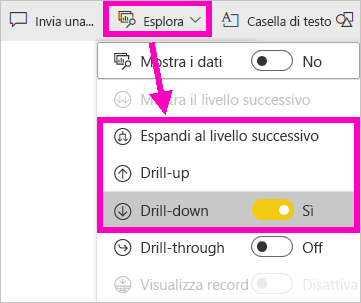 Invia una... Esplora Casella di testo
Mostra i dati No
Mostra il livello successivo
Espandi al livello successivo
Drill-up
Drill-down Sì
Drill-through Off
Visualizza record Disattiva